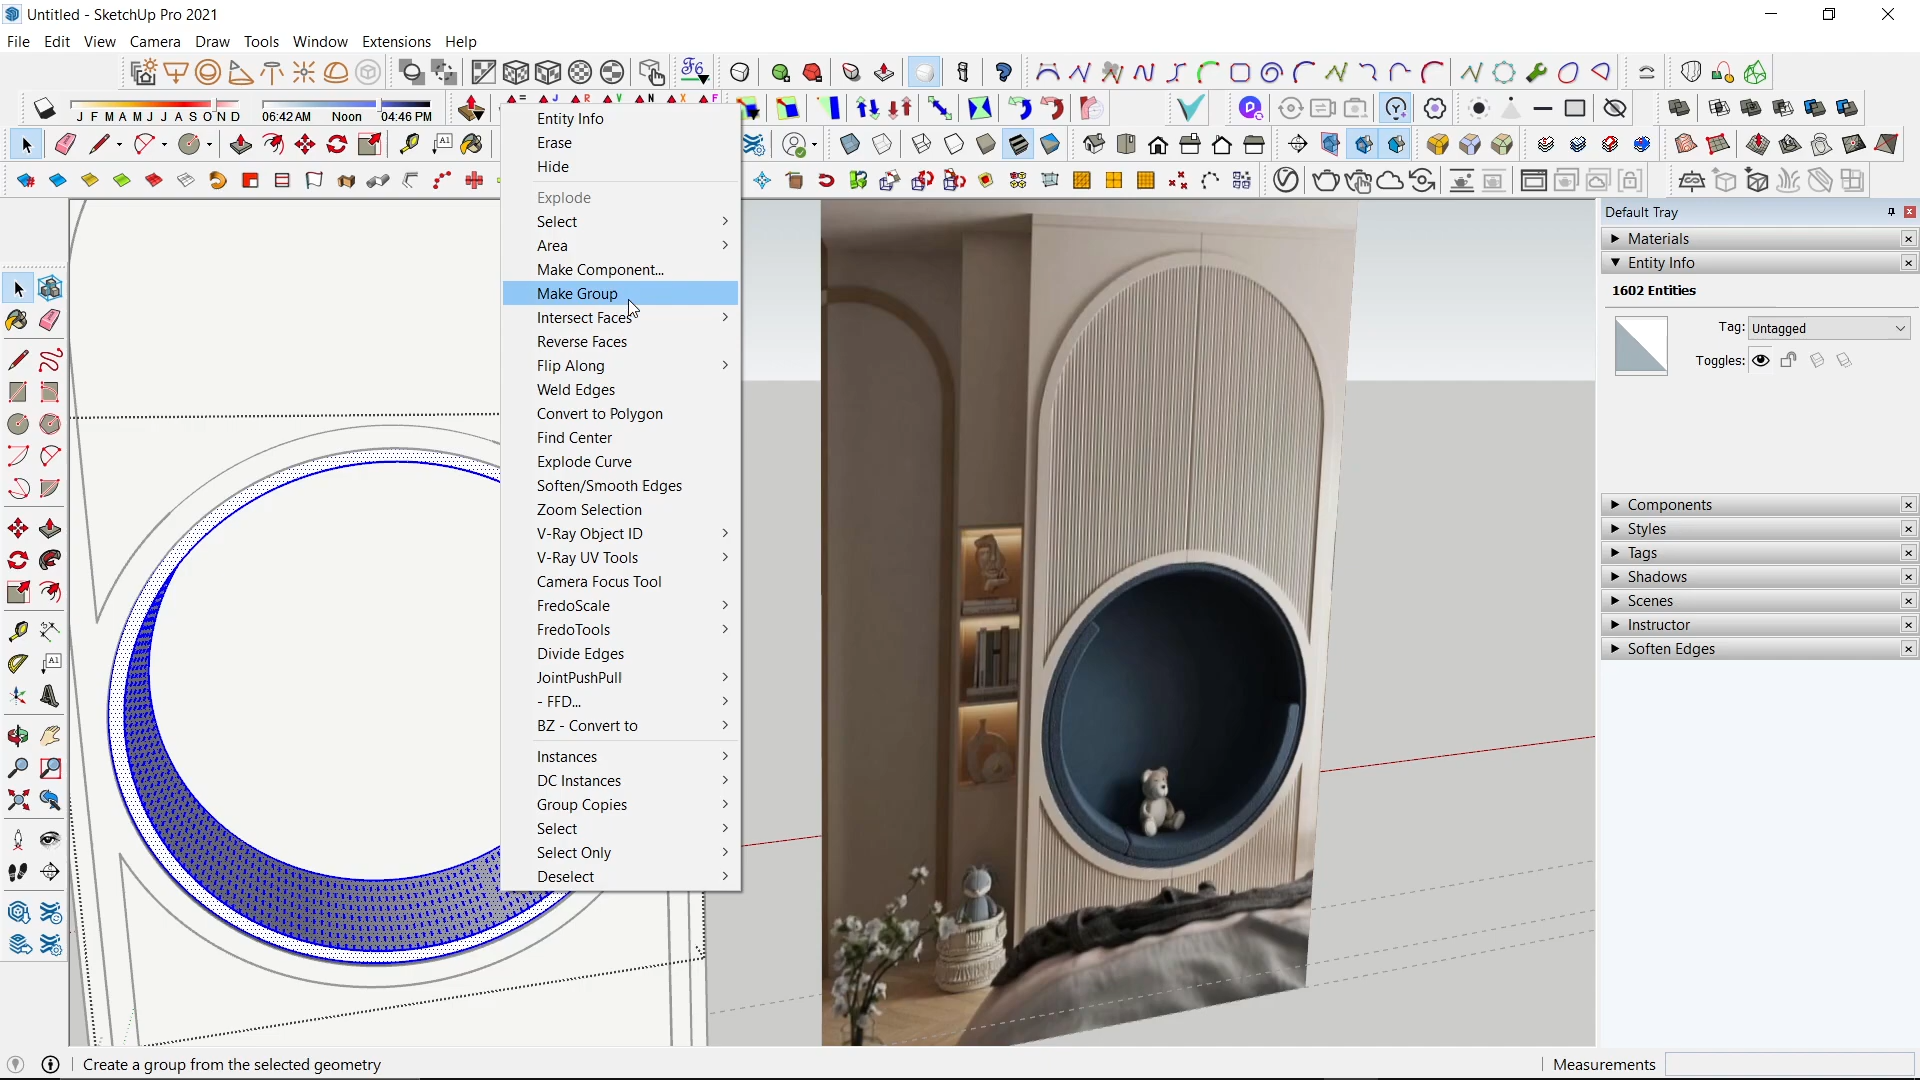 Untitled - SketchUp Pro 2021
File Edit View Camera Draw Tools Window Extensions Help
J F M A M J J A S O N D 06:42 AM Noon 04:46 PM
Entity Info
Erase
Hide
Explode
Select
Area
Make Component...
Make Group
Intersect Faces
Reverse Faces
Flip Along
Weld Edges
Convert to Polygon
Find Center
Explode Curve
Soften/Smooth Edges
Zoom Selection
V-Ray Object ID
V-Ray UV Tools
Camera Focus Tool
FredoScale
FredoTools
Divide Edges
JointPushPull
- FFD...
BZ - Convert to
Instances
DC Instances
Group Copies
Select
Select Only
Deselect
Default Tray
Materials
Entity Info
1602 Entities
Tag: Untagged
Toggles:
Components
Styles
Tags
Shadows
Scenes
Instructor
Soften Edges
Create a group from the selected geometry
Measurements